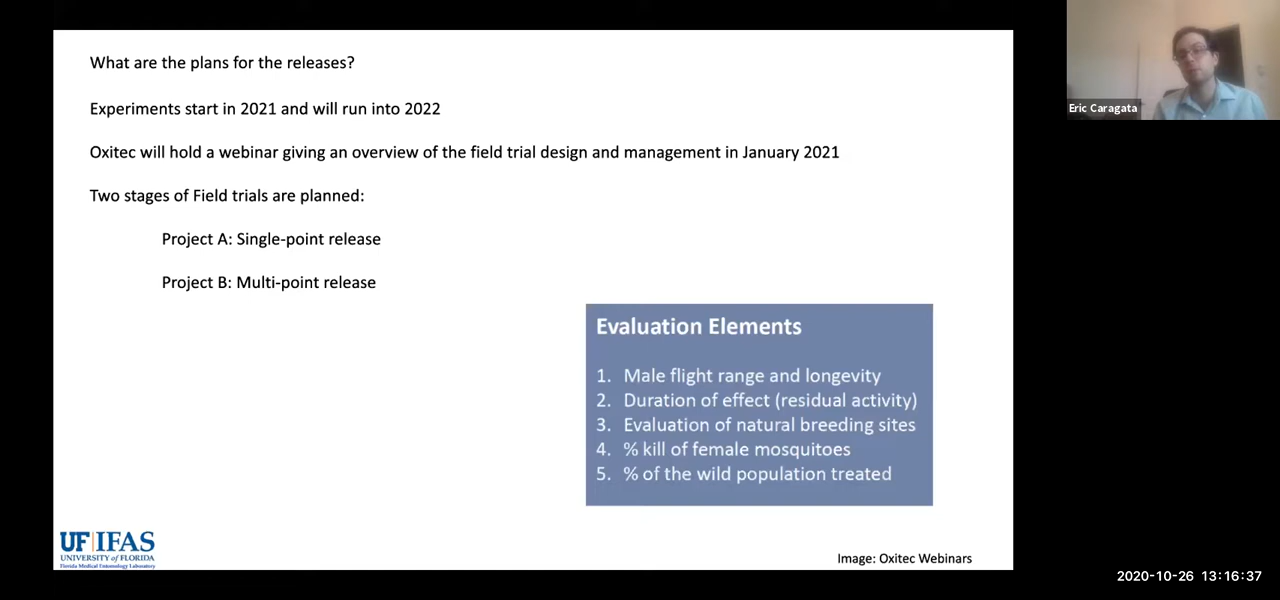 What are the plans for the releases?
Experiments start in 2021 and will run into 2022
Oxitec will hold a webinar giving an overview of the field trial design and management in January 2021
Two stages of Field trials are planned:
Project A: Single-point release
Project B: Multi-point release
Evaluation Elements
1. Male flight range and longevity
2. Duration of effect (residual activity)
3. Evaluation of natural breeding sites
4. % kill of female mosquitoes
5. % of the wild population treated
UF|IFAS
UNIVERSITY of FLORIDA
Florida Medical Entomology Laboratory
Image: Oxitec Webinars
Eric Caragata
2020-10-26 13:16:37